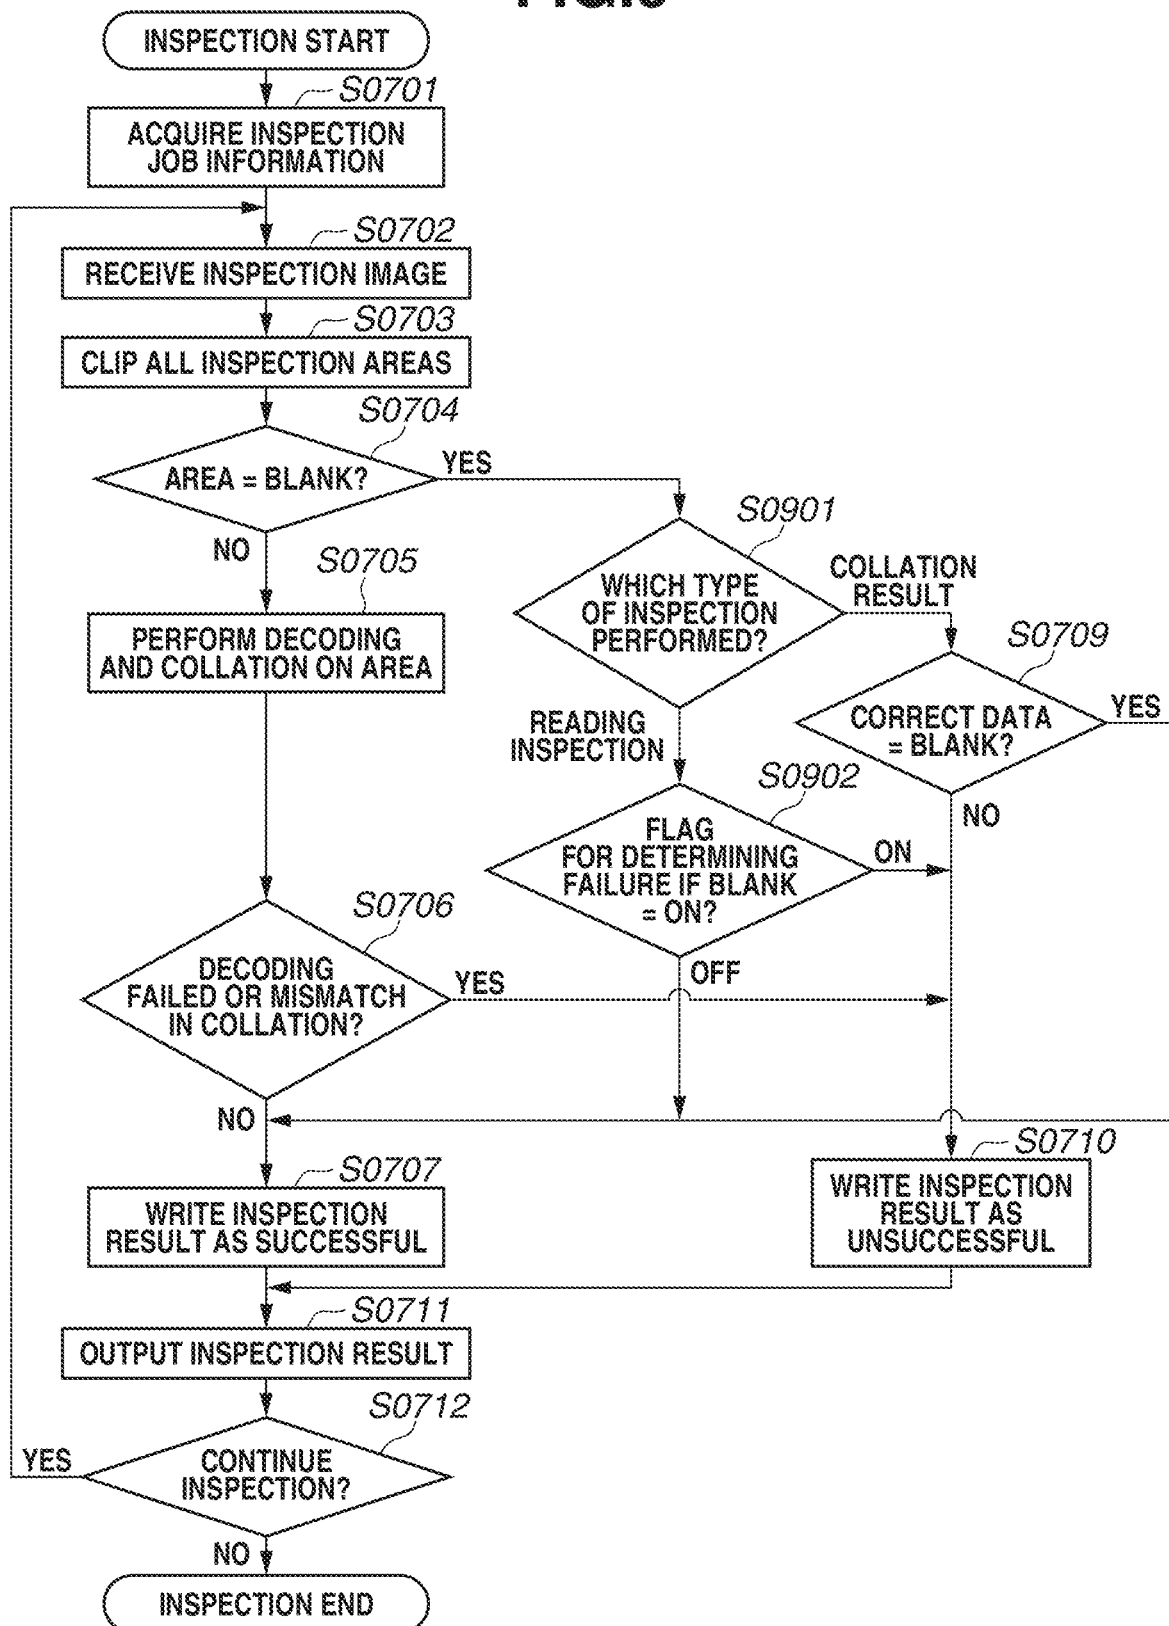 INSPECTION START
S0701
ACQUIRE INSPECTION
JOB INFORMATION
S0702
RECEIVE INSPECTION IMAGE
S0703
CLIP ALL INSPECTION AREAS
S0704
AREA = BLANK?
YES
NO
S0901
WHICH TYPE
OF INSPECTION
PERFORMED?
COLLATION
RESULT
S0705
PERFORM DECODING
AND COLLATION ON AREA
S0709
CORRECT DATA
= BLANK?
YES
NO
READING
INSPECTION
S0902
FLAG
FOR DETERMINING
FAILURE IF BLANK
= ON?
ON
OFF
S0706
DECODING
FAILED OR MISMATCH
IN COLLATION?
YES
NO
S0707
WRITE INSPECTION
RESULT AS SUCCESSFUL
S0710
WRITE INSPECTION
RESULT AS
UNSUCCESSFUL
S0711
OUTPUT INSPECTION RESULT
S0712
CONTINUE
INSPECTION?
YES
NO
INSPECTION END